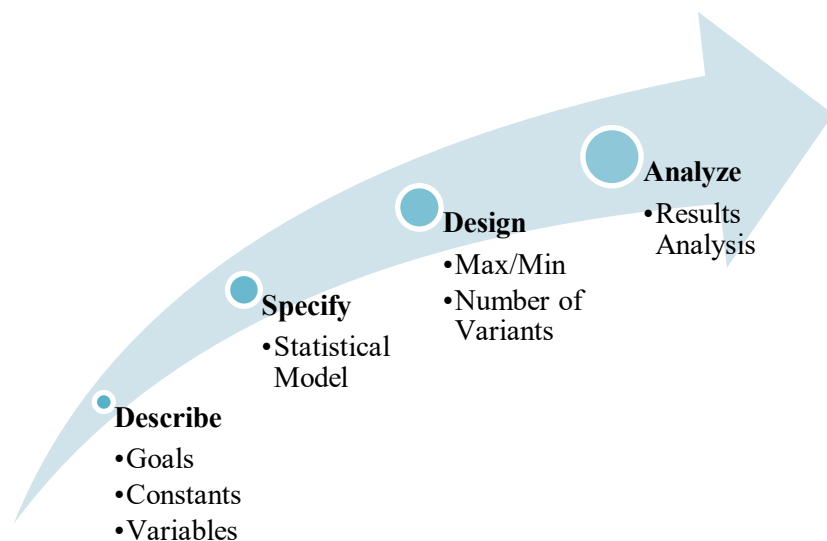 Describe
•Goals
•Constants
•Variables
Specify
•Statistical
Model
Design
•Max/Min
•Number of
Variants
Analyze
•Results
Analysis